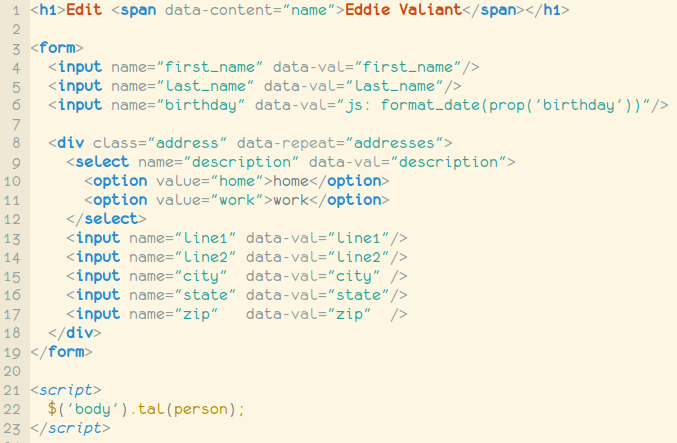 1 <h1>Edit <span data-content="name">Eddie Valiant</span></h1>
2
3 <form>
4   <input name="first_name" data-val="first_name"/>
5   <input name="last_name" data-val="last_name"/>
6   <input name="birthday" data-val="js: format_date(prop('birthday'))"/>
7
8   <div class="address" data-repeat="addresses">
9     <select name="description" data-val="description">
10       <option value="home">home</option>
11       <option value="work">work</option>
12     </select>
13     <input name="line1" data-val="line1"/>
14     <input name="line2" data-val="line2"/>
15     <input name="city"  data-val="city" />
16     <input name="state" data-val="state"/>
17     <input name="zip"   data-val="zip"  />
18   </div>
19 </form>
20
21 <script>
22   $('body').tal(person);
23 </script>